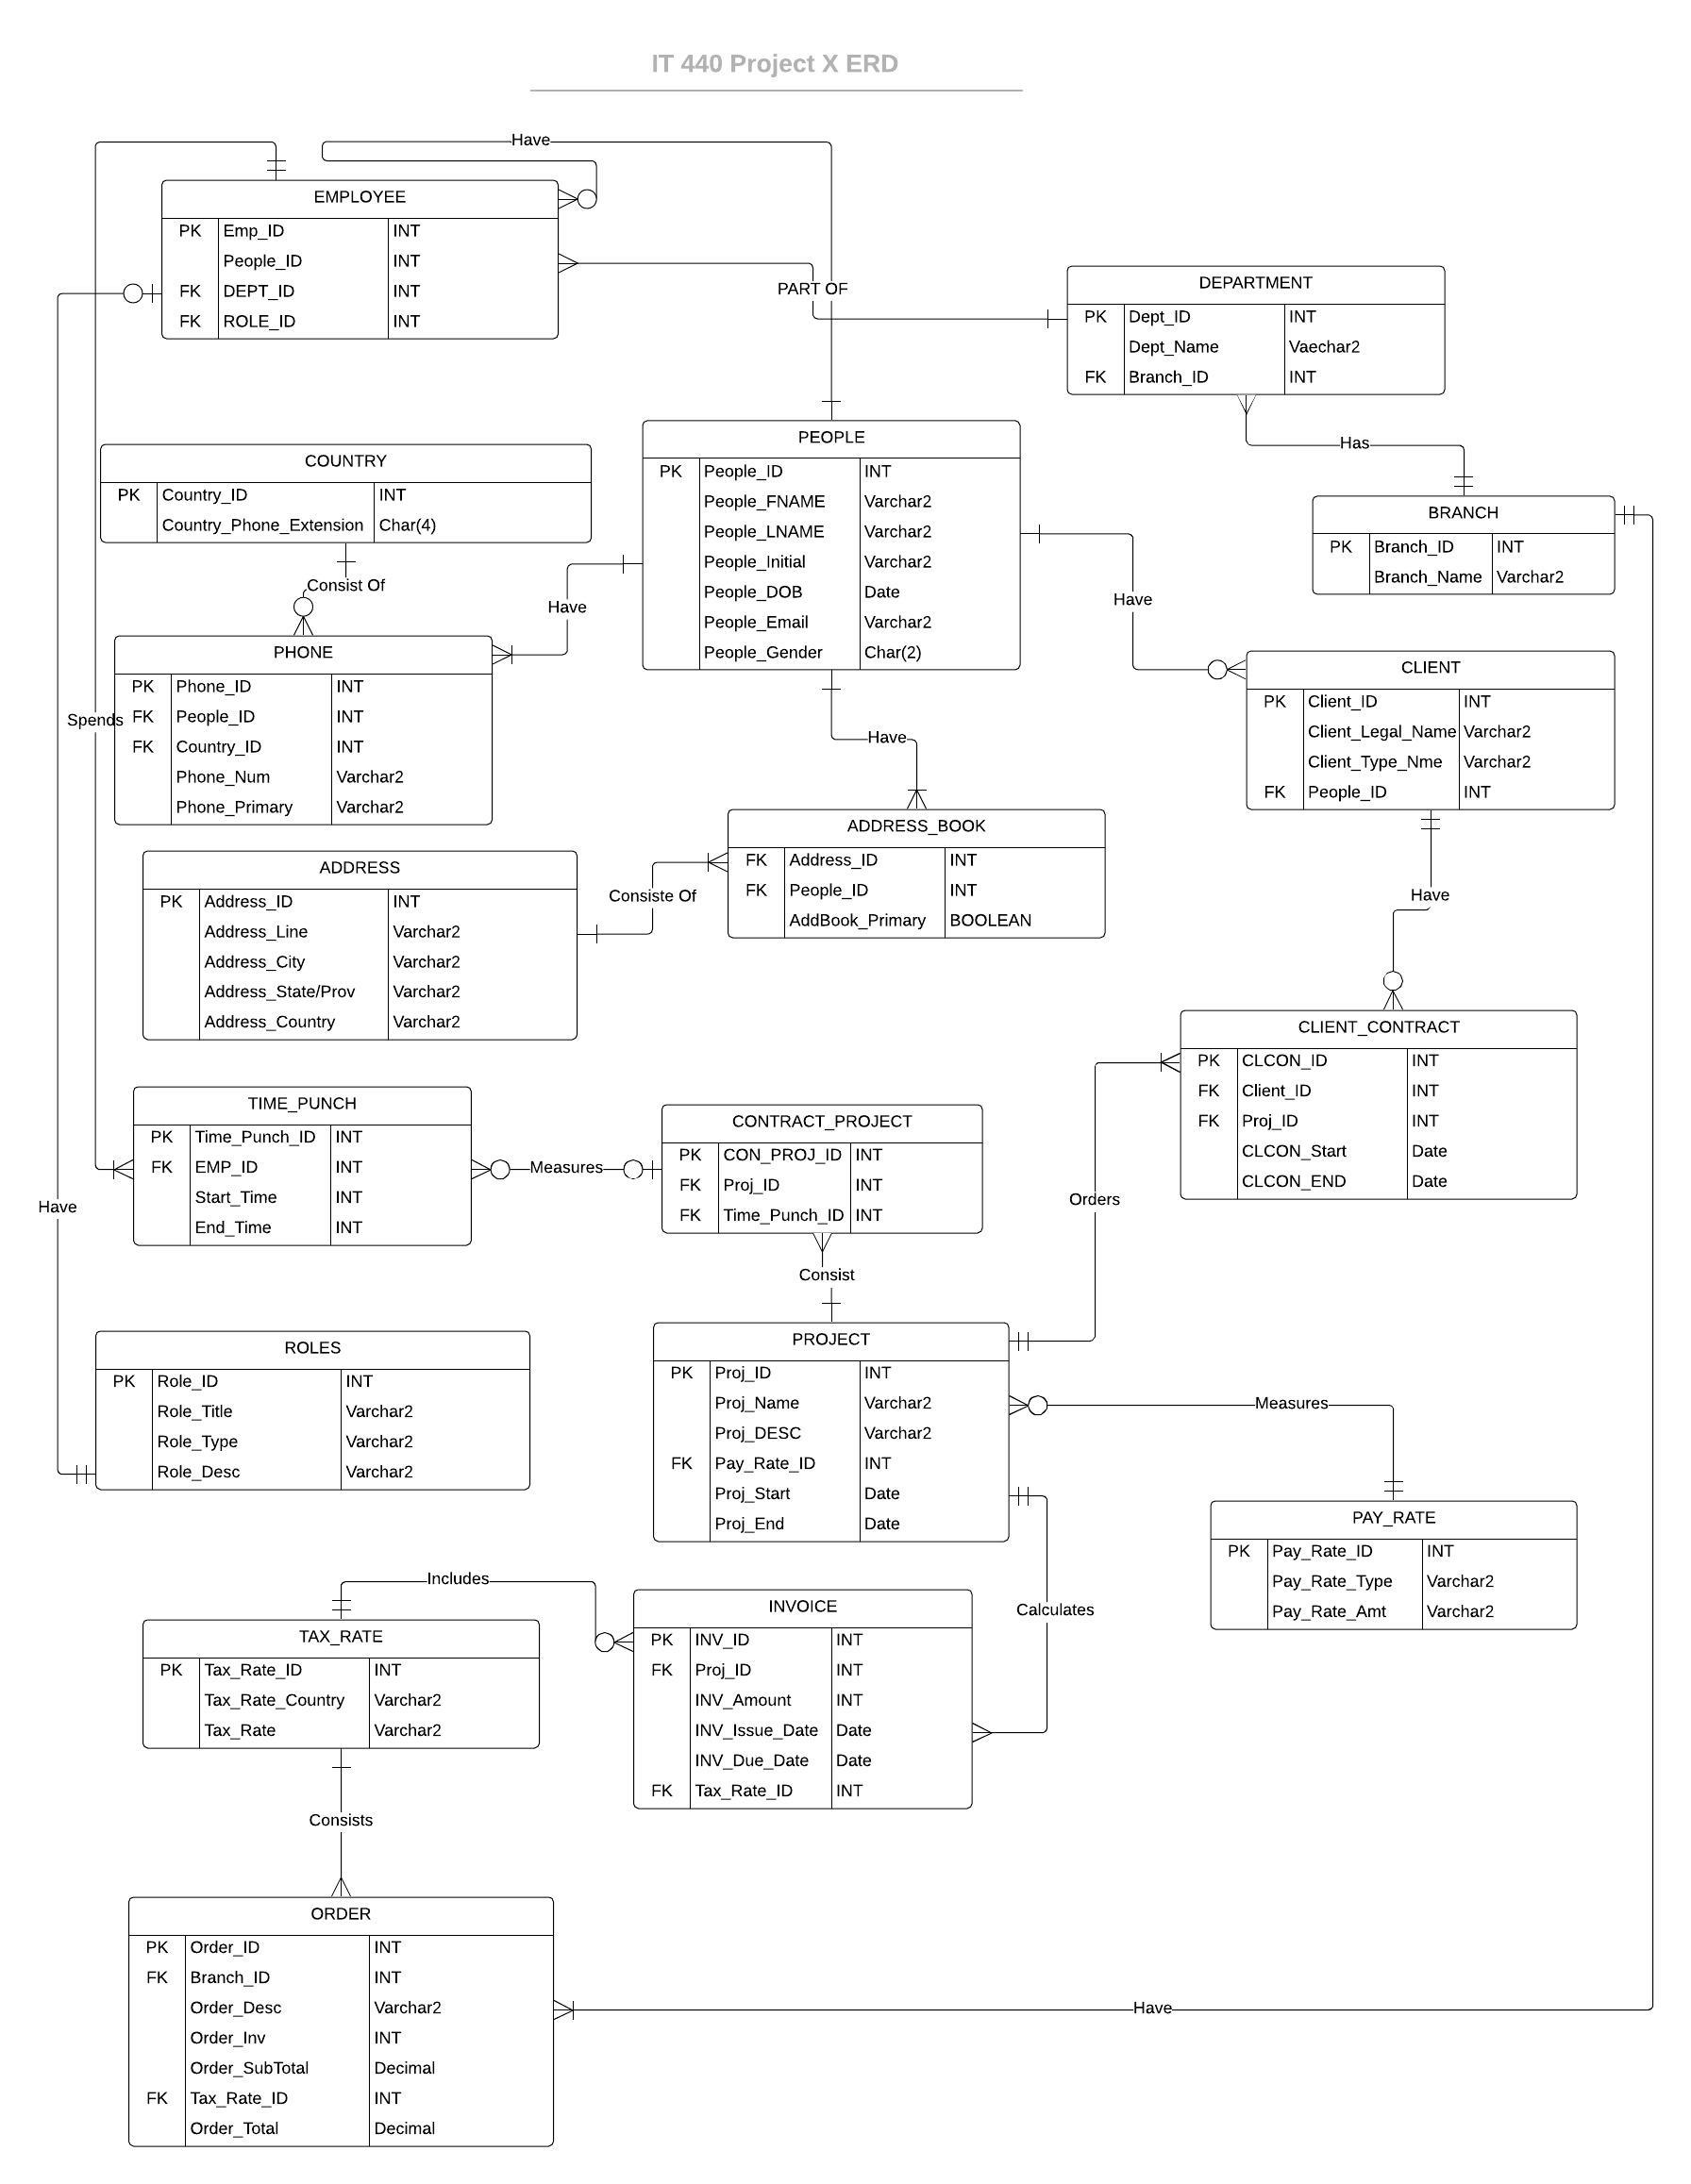 IT 440 Project X ERD
Have
EMPLOYEE
PK Emp_ID INT
People_ID INT
FK DEPT_ID INT
FK ROLE_ID INT
PART OF
DEPARTMENT
PK Dept_ID INT
Dept_Name Vaechar2
FK Branch_ID INT
Has
BRANCH
PK Branch_ID INT
Branch_Name Varchar2
COUNTRY
PK Country_ID INT
Country_Phone_Extension Char(4)
Consist Of
PEOPLE
PK People_ID INT
People_FNAME Varchar2
People_LNAME Varchar2
People_Initial Varchar2
People_DOB Date
People_Email Varchar2
People_Gender Char(2)
Have
Have
PHONE
PK Phone_ID INT
FK People_ID INT
FK Country_ID INT
Phone_Num Varchar2
Phone_Primary Varchar2
Spends
CLIENT
PK Client_ID INT
Client_Legal_Name Varchar2
Client_Type_Nme Varchar2
FK People_ID INT
Have
ADDRESS_BOOK
FK Address_ID INT
FK People_ID INT
AddBook_Primary BOOLEAN
Consiste Of
ADDRESS
PK Address_ID INT
Address_Line Varchar2
Address_City Varchar2
Address_State/Prov Varchar2
Address_Country Varchar2
Have
CLIENT_CONTRACT
PK CLCON_ID INT
FK Client_ID INT
FK Proj_ID INT
CLCON_Start Date
CLCON_END Date
TIME_PUNCH
PK Time_Punch_ID INT
FK EMP_ID INT
Start_Time INT
End_Time INT
Measures
CONTRACT_PROJECT
PK CON_PROJ_ID INT
FK Proj_ID INT
FK Time_Punch_ID INT
Orders
Have
Consist
ROLES
PK Role_ID INT
Role_Title Varchar2
Role_Type Varchar2
Role_Desc Varchar2
PROJECT
PK Proj_ID INT
Proj_Name Varchar2
Proj_DESC Varchar2
FK Pay_Rate_ID INT
Proj_Start Date
Proj_End Date
Measures
PAY_RATE
PK Pay_Rate_ID INT
Pay_Rate_Type Varchar2
Pay_Rate_Amt Varchar2
Includes
Calculates
TAX_RATE
PK Tax_Rate_ID INT
Tax_Rate_Country Varchar2
Tax_Rate Varchar2
INVOICE
PK INV_ID INT
FK Proj_ID INT
INV_Amount INT
INV_Issue_Date Date
INV_Due_Date Date
FK Tax_Rate_ID INT
Consists
ORDER
PK Order_ID INT
FK Branch_ID INT
Order_Desc Varchar2
Order_Inv INT
Order_SubTotal Decimal
FK Tax_Rate_ID INT
Order_Total Decimal
Have